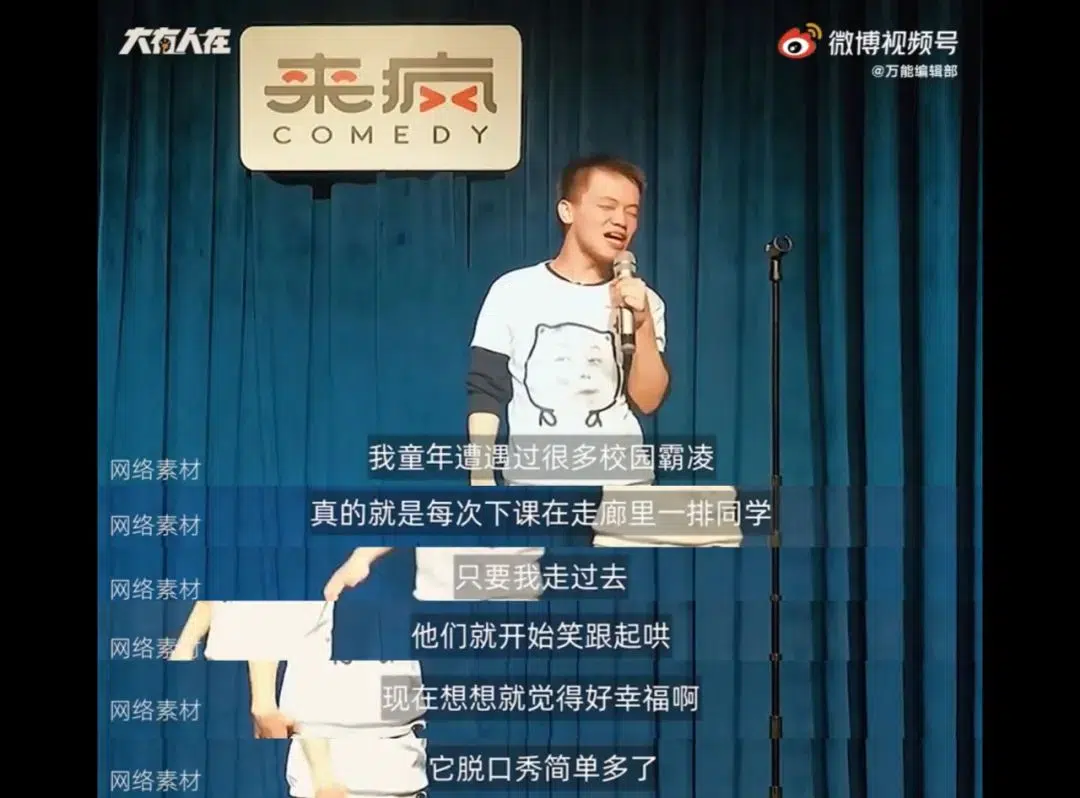 大有人在
来疯
COMEDY
微博视频号
@万能编辑部
网络素材
我童年遭遇过很多校园霸凌
网络素材
真的就是每次下课在走廊里一排同学
网络素材
只要我走过去
网络素材
他们就开始笑跟起哄
网络素材
现在想想就觉得好幸福啊
网络素材
它脱口秀简单多了